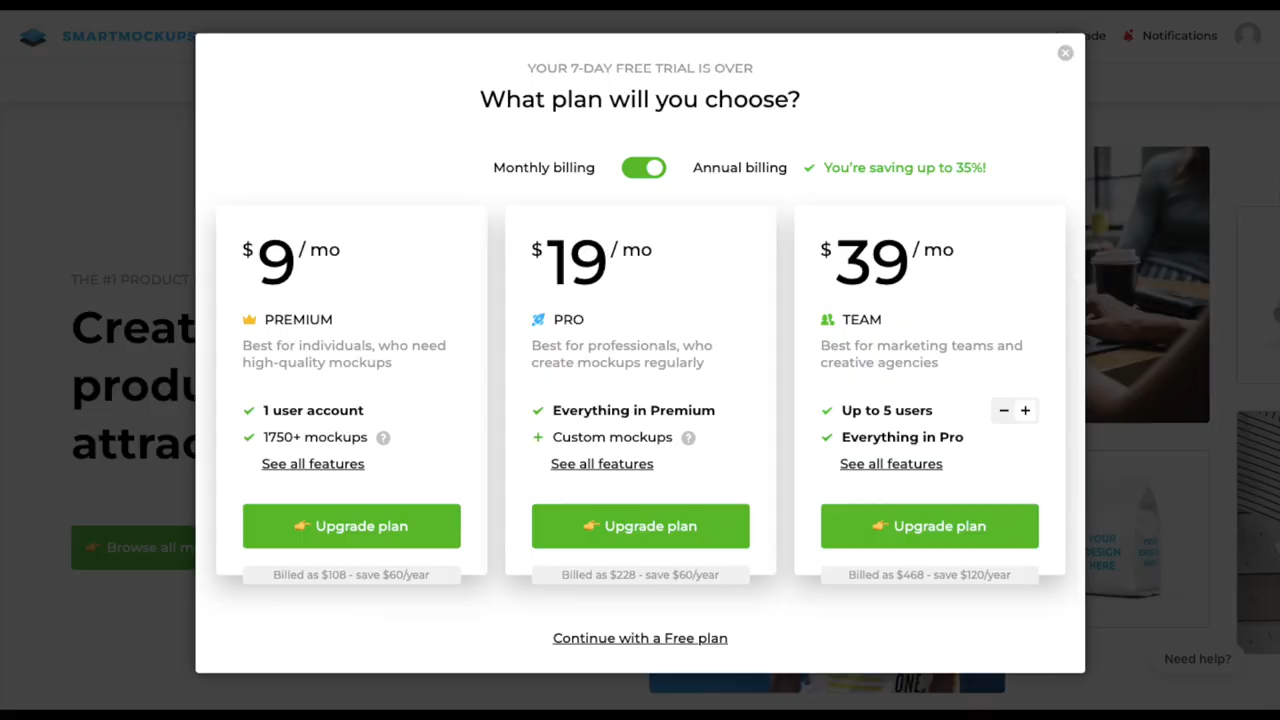 SMARTMOCKUPS
Notifications
YOUR 7-DAY FREE TRIAL IS OVER
What plan will you choose?
Monthly billing
Annual billing
You're saving up to 35%!
$ 9 / mo
PREMIUM
Best for individuals, who need
high-quality mockups
1 user account
1750+ mockups
See all features
Upgrade plan
Billed as $108 - save $60/year
$ 19 / mo
PRO
Best for professionals, who
create mockups regularly
Everything in Premium
Custom mockups
See all features
Upgrade plan
Billed as $228 - save $60/year
$ 39 / mo
TEAM
Best for marketing teams and
creative agencies
Up to 5 users
Everything in Pro
See all features
Upgrade plan
Billed as $468 - save $120/year
Continue with a Free plan
THE #1 PRODUCT
Browse all
YOUR
DESIGN
HERE
ONE.
Need help?